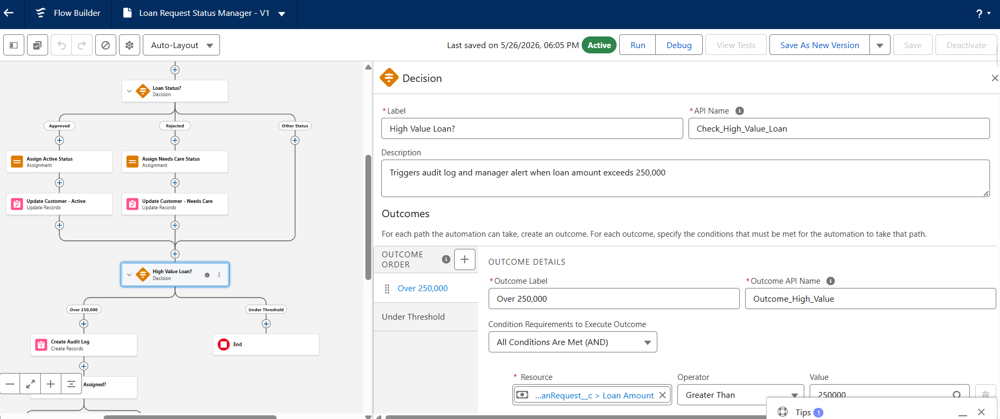 Flow Builder
Loan Request Status Manager - V1
?
Auto-Layout
Last saved on 5/26/2026, 06:05 PM
Active
Run
Debug
View Tests
Save As New Version
Save
Deactivate
Loan Status?
Decision
Approved
Rejected
Other Status
Assign Active Status
Assignment
Assign Needs Care Status
Assignment
Update Customer - Active
Update Records
Update Customer - Needs Care
Update Records
High Value Loan?
Decision
Over 250,000
Under Threshold
Create Audit Log
Create Records
End
Assigned?
Decision
*Label
High Value Loan?
*API Name
Check_High_Value_Loan
Description
Triggers audit log and manager alert when loan amount exceeds 250,000
Outcomes
For each path the automation can take, create an outcome. For each outcome, specify the conditions that must be met for the automation to take that path.
OUTCOME
ORDER
Over 250,000
Under Threshold
OUTCOME DETAILS
*Outcome Label
Over 250,000
*Outcome API Name
Outcome_High_Value
Condition Requirements to Execute Outcome
All Conditions Are Met (AND)
* Resource
...anRequest__c > Loan Amount
Operator
Greater Than
Value
250000
Tips 1